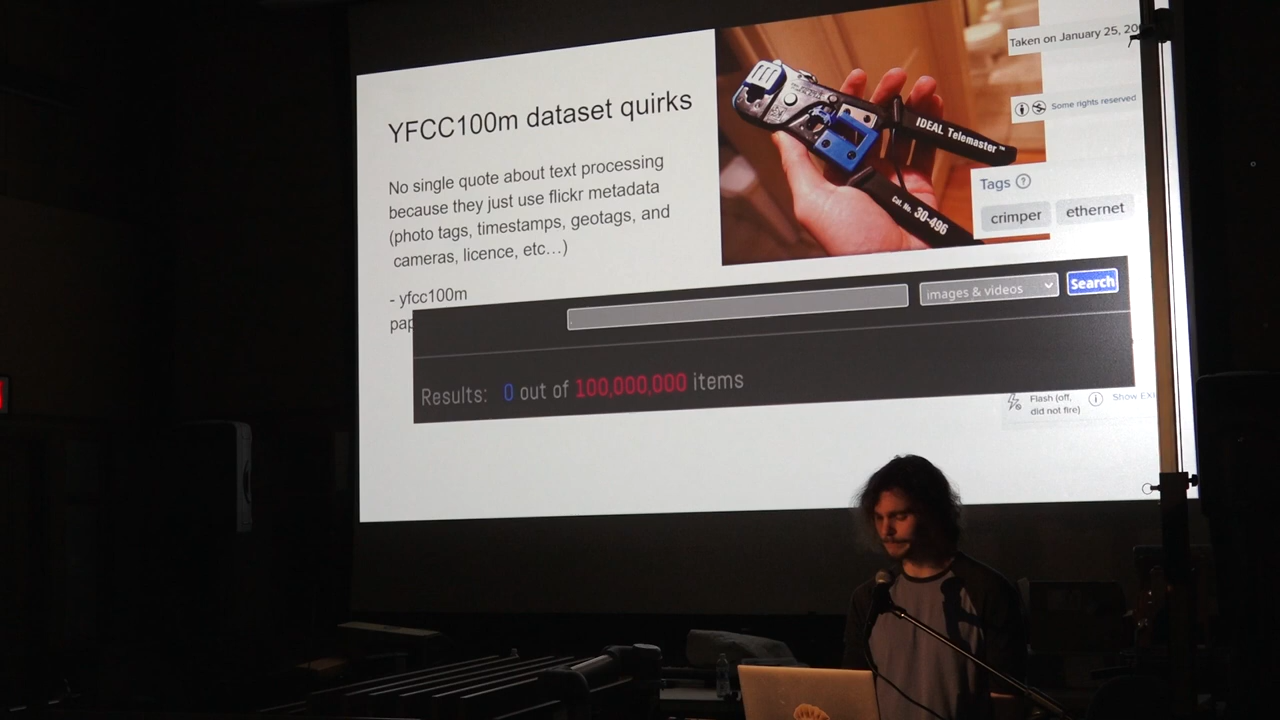 YFCC100m dataset quirks
No single quote about text processing
because they just use flickr metadata
(photo tags, timestamps, geotags, and
cameras, licence, etc…)
- yfcc100m
IDEAL Telemaster™
Cat. No. 30-496
Taken on January 25,
Some rights reserved
Tags ?
crimper ethernet
images & videos Search
Results: 0 out of 100,000,000 items
Flash (off,
did not fire)
Show